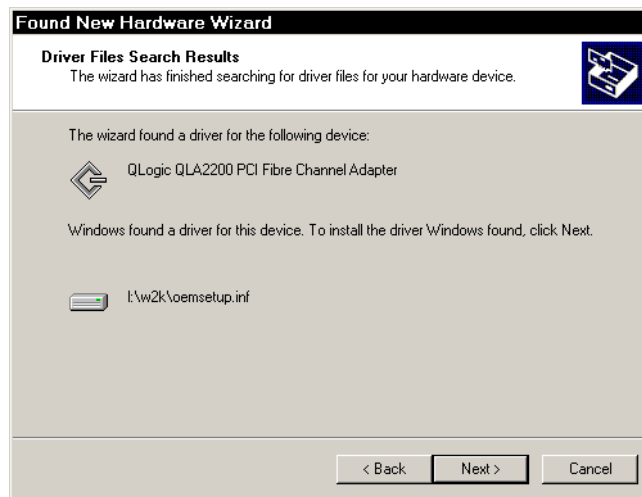 Found New Hardware Wizard
Driver Files Search Results
The wizard has finished searching for driver files for your hardware device.
The wizard found a driver for the following device:
QLogic QLA2200 PCI Fibre Channel Adapter
Windows found a driver for this device. To install the driver Windows found, click Next.
I:\w2k\oemsetup.inf
< Back
Next >
Cancel